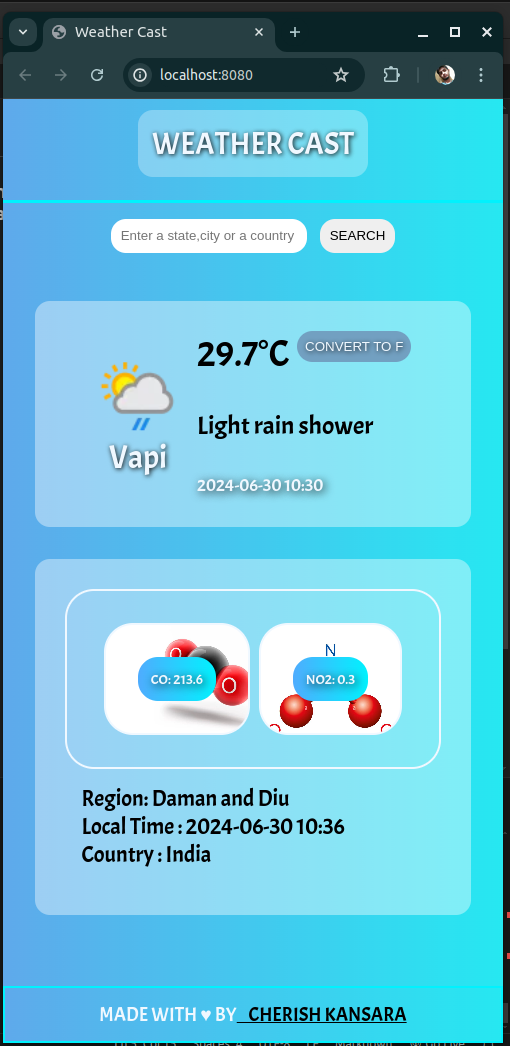 Weather Cast
localhost:8080
WEATHER CAST
Enter a state,city or a country SEARCH
29.7°C CONVERT TO F
Light rain shower
Vapi
2024-06-30 10:30
O
O
CO: 213.6
N
NO2: 0.3
Region: Daman and Diu
Local Time : 2024-06-30 10:36
Country : India
MADE WITH ♥ BY CHERISH KANSARA